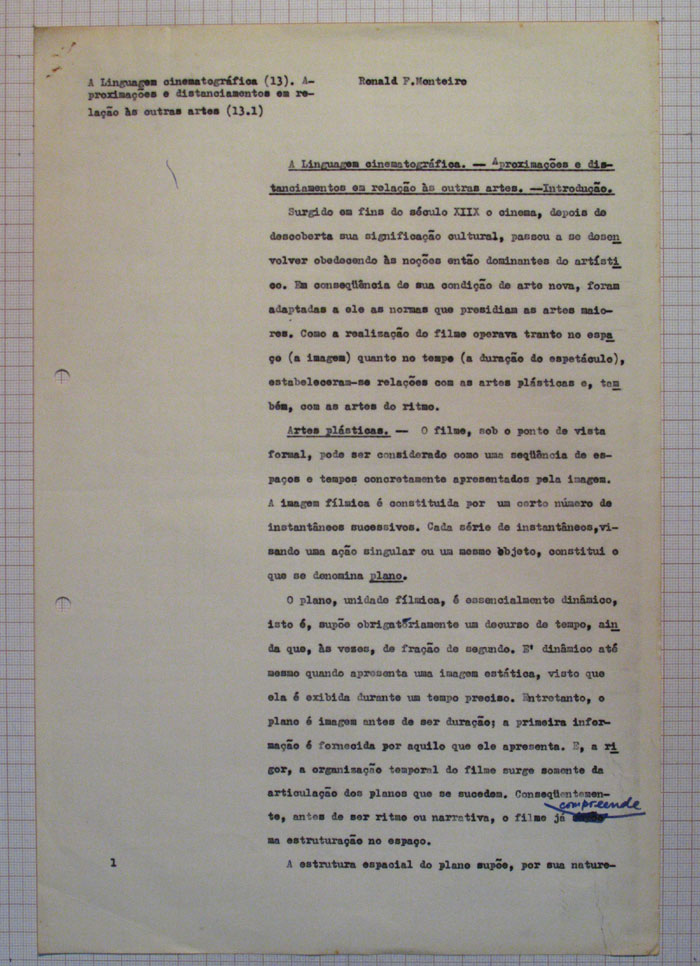 A Linguagem cinematográfica (13). A-
proximações e distanciamentos em re-
lação às outras artes (13.1)
Ronald F.Monteiro
A Linguagem cinematográfica. — Aproximações e dis-
tanciamentos em relação às outras artes. —Introdução.
Surgido em fins do século XIIX o cinema, depois de
descoberta sua significação cultural, passou a se desen
volver obedecendo às noções então dominantes do artísti
co. Em conseqüência de sua condição de arte nova, foram
adaptadas a ele as normas que presidiam as artes maio-
res. Como a realização do filme operava tranto no espa
ço (a imagem) quanto no tempo (a duração do espetáculo),
estabeleceram-se relações com as artes plásticas e, tam
bém, com as artes do ritmo.
Artes plásticas. — O filme, sob o ponto de vista
formal, pode ser considerado como uma seqüência de es-
paços e tempos concretamente apresentados pela imagem.
A imagem fílmica é constituida por um certo número de
instantâneos sucessivos. Cada série de instantâneos,vi-
sando uma ação singular ou um mesmo objeto, constitui o
que se denomina plano.
O plano, unidade fílmica, é essencialmente dinâmico,
isto é, supõe obrigatóriamente um decurso de tempo, ain
da que, às vezes, de fração de segundo. E' dinâmico até
mesmo quando apresenta uma imagem estática, visto que
ela é exibida durante um tempo preciso. Entretanto, o
plano é imagem antes de ser duração; a primeira infor-
mação é fornecida por aquilo que ele apresenta. E, a ri
gor, a organização temporal do filme surge somente da
articulação dos planos que se sucedem. Conseqüentemen-
compreende
te, antes de ser ritmo ou narrativa, o filme já
ma estruturação no espaço.
A estrutura espacial do plano supõe, por sua nature-
1